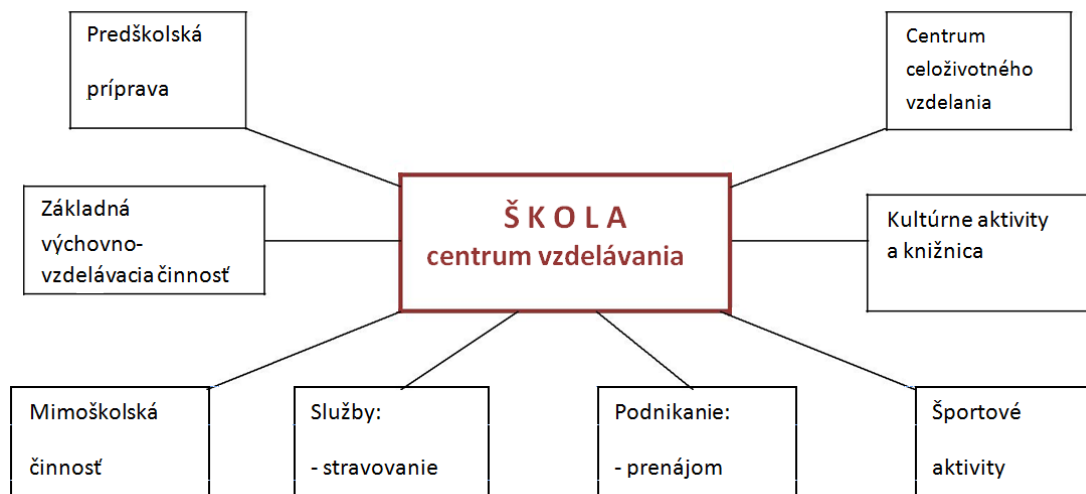 Predškolská
príprava
Centrum
celoživotného
vzdelania
Š K O L A
centrum vzdelávania
Základná
výchovno-
vzdelávacia činnosť
Kultúrne aktivity
a knižnica
Mimoškolská
činnosť
Služby:
- stravovanie
Podnikanie:
- prenájom
Športové
aktivity